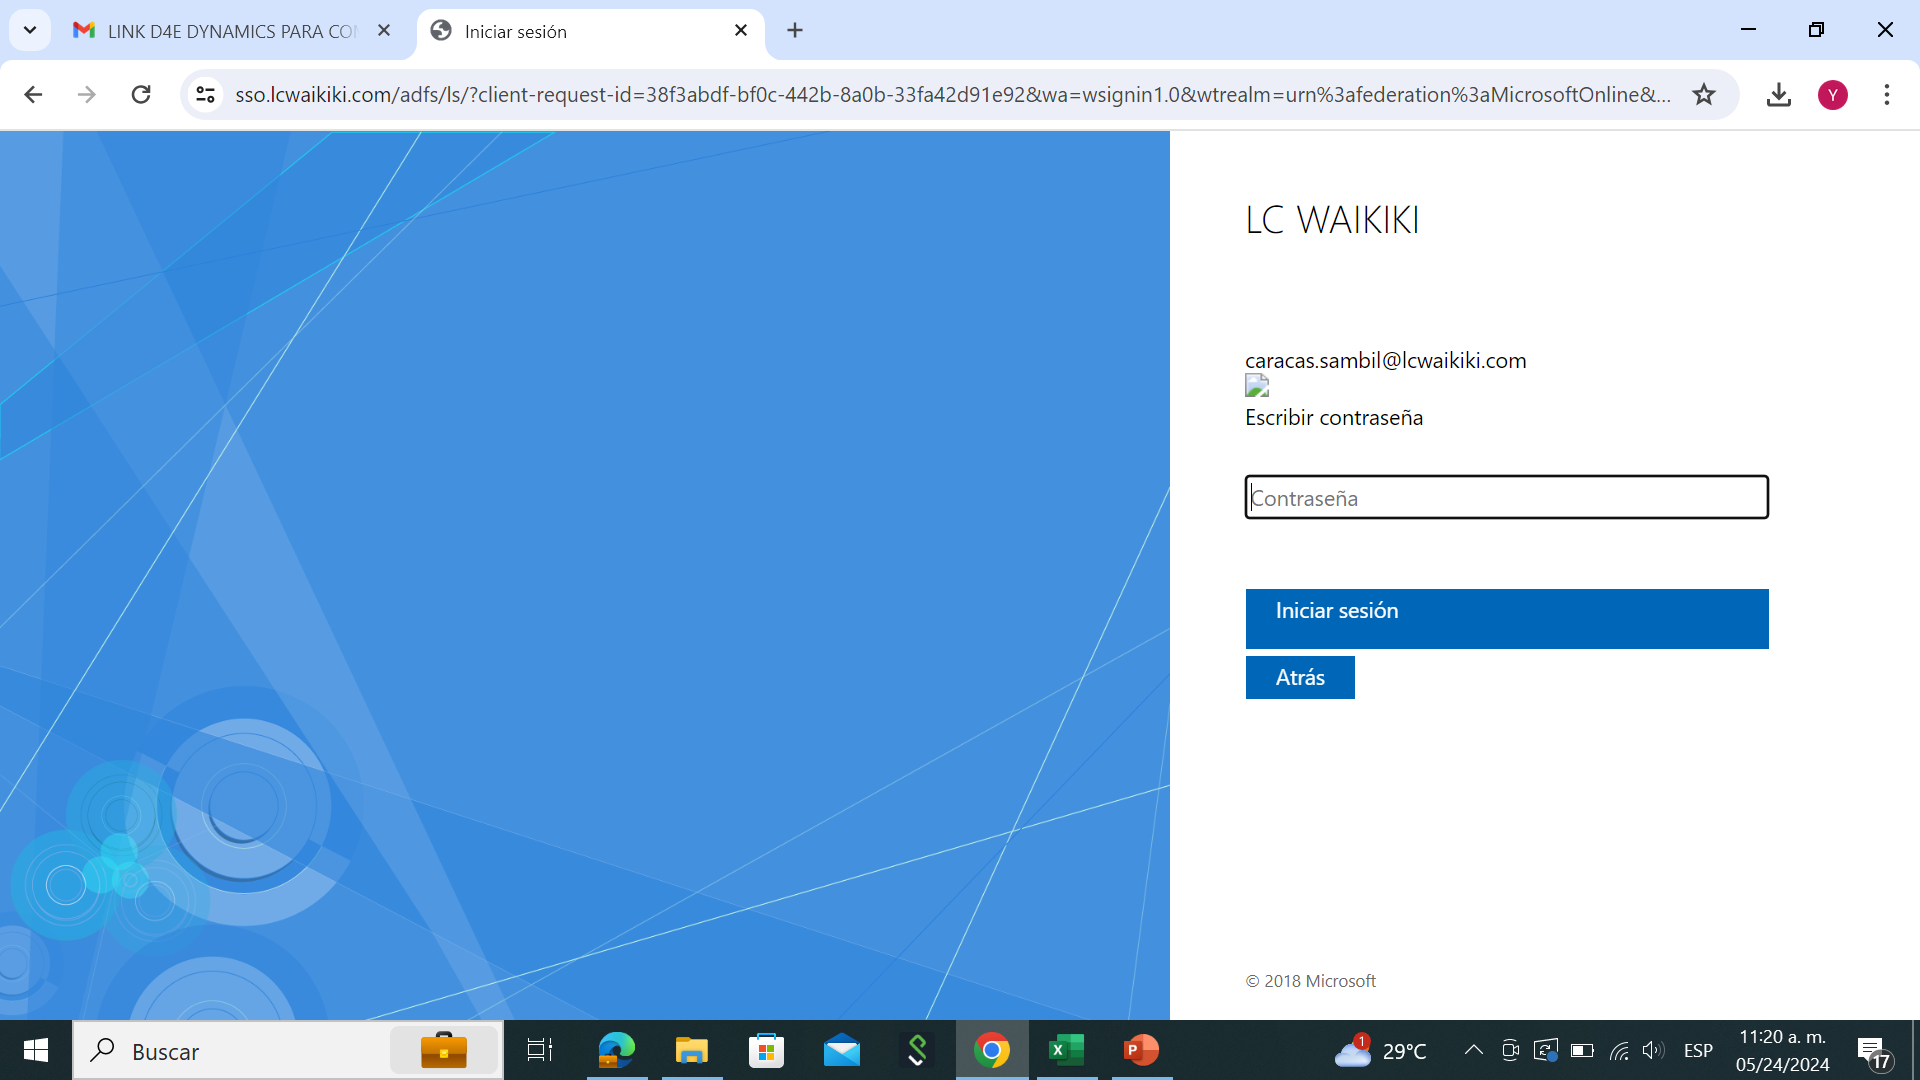 LINK D4E DYNAMICS PARA CO
Iniciar sesión
sso.lcwaikiki.com/adfs/ls/?client-request-id=38f3abdf-bf0c-442b-8a0b-33fa42d91e92&wa=wsignin1.0&wtrealm=urn%3afederation%3aMicrosoftOnline&...
Y
LC WAIKIKI
caracas.sambil@lcwaikiki.com
Escribir contraseña
Contraseña
Iniciar sesión
Atrás
© 2018 Microsoft
Buscar
1
29°C
ESP
11:20 a. m.
05/24/2024
17